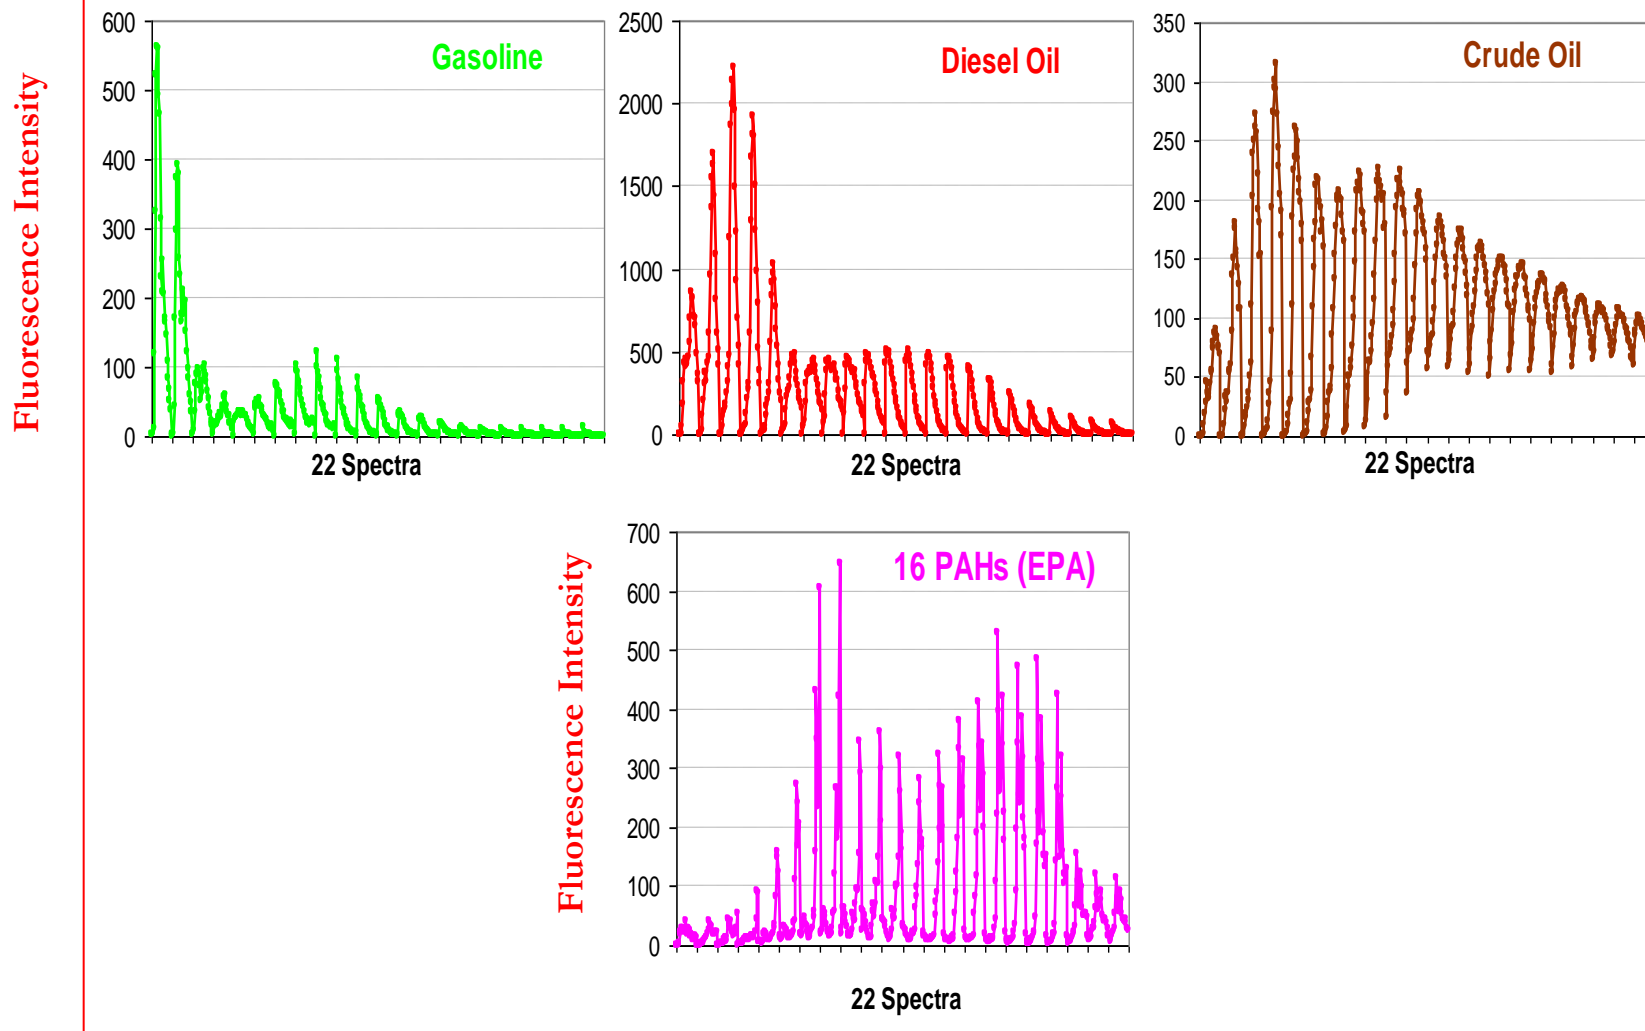 Fluorescence Intensity
600
500
400
300
200
100
0
Gasoline
22 Spectra
2500
2000
1500
1000
500
0
Diesel Oil
22 Spectra
350
300
250
200
150
100
50
0
Crude Oil
22 Spectra
Fluorescence Intensity
700
600
500
400
300
200
100
0
16 PAHs (EPA)
22 Spectra